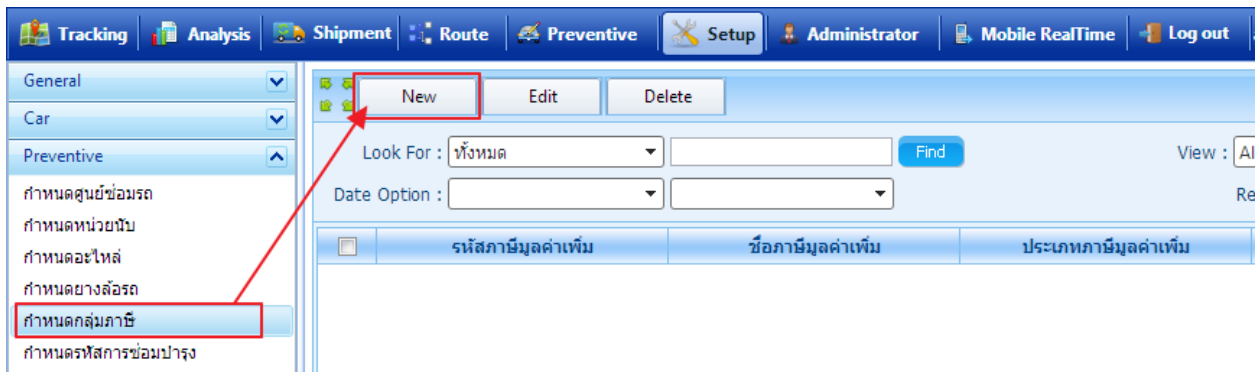 Tracking Analysis Shipment Route Preventive Setup Administrator Mobile RealTime Log out
General
Car
Preventive
กำหนดศูนย์ซ่อมรถ
กำหนดหน่วยนับ
กำหนดอะไหล่
กำหนดยางล้อรถ
กำหนดกลุ่มภาษี
กำหนดรหัสการซ่อมบำรุง
New Edit Delete
Look For : ทั้งหมด Find View : Al
Date Option : Re
รหัสภาษีมูลค่าเพิ่ม ชื่อภาษีมูลค่าเพิ่ม ประเภทภาษีมูลค่าเพิ่ม